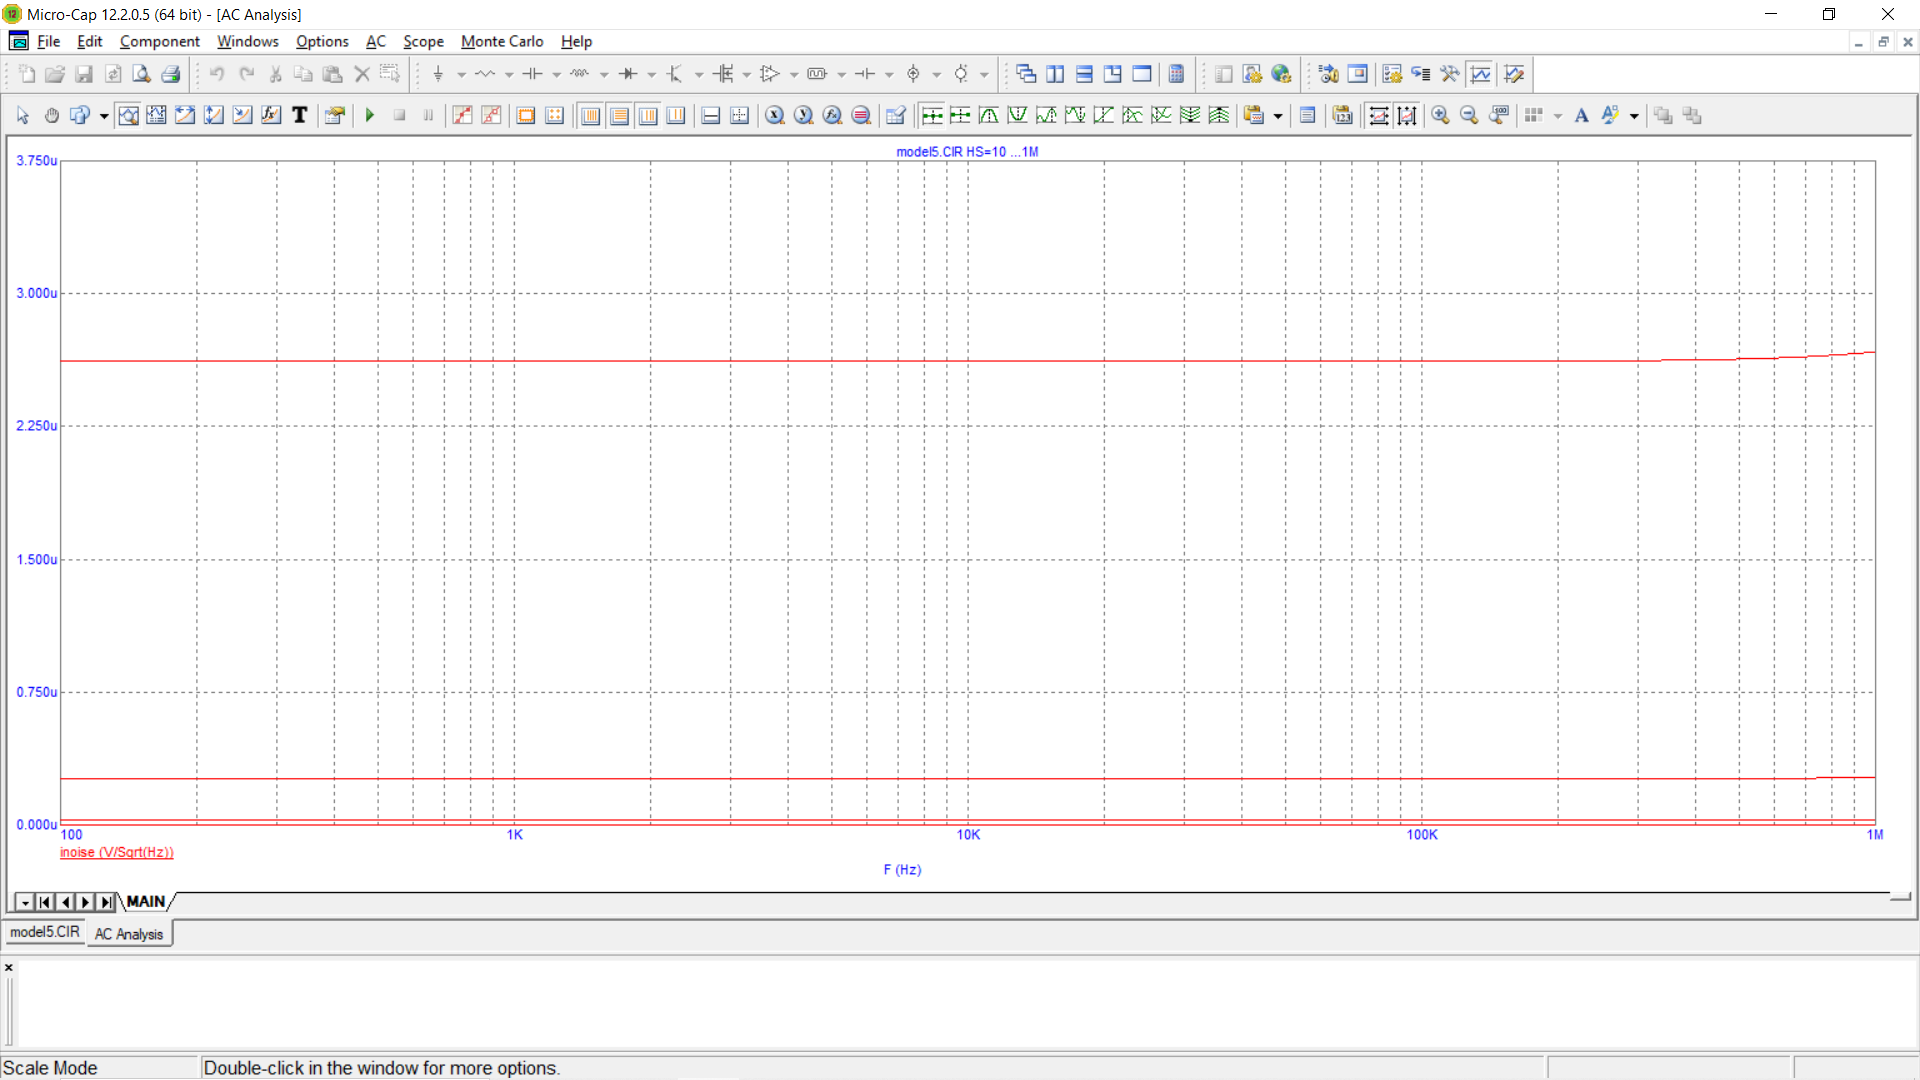 Micro-Cap 12.2.0.5 (64 bit) - [AC Analysis]
File Edit Component Windows Options AC Scope Monte Carlo Help
model5.CIR HS=10 ...1M
3.750u
3.000u
2.250u
1.500u
0.750u
0.000u
100 1K 10K 100K 1M
inoise (V/Sqrt(Hz))
F (Hz)
MAIN
model5.CIR AC Analysis
Scale Mode Double-click in the window for more options.